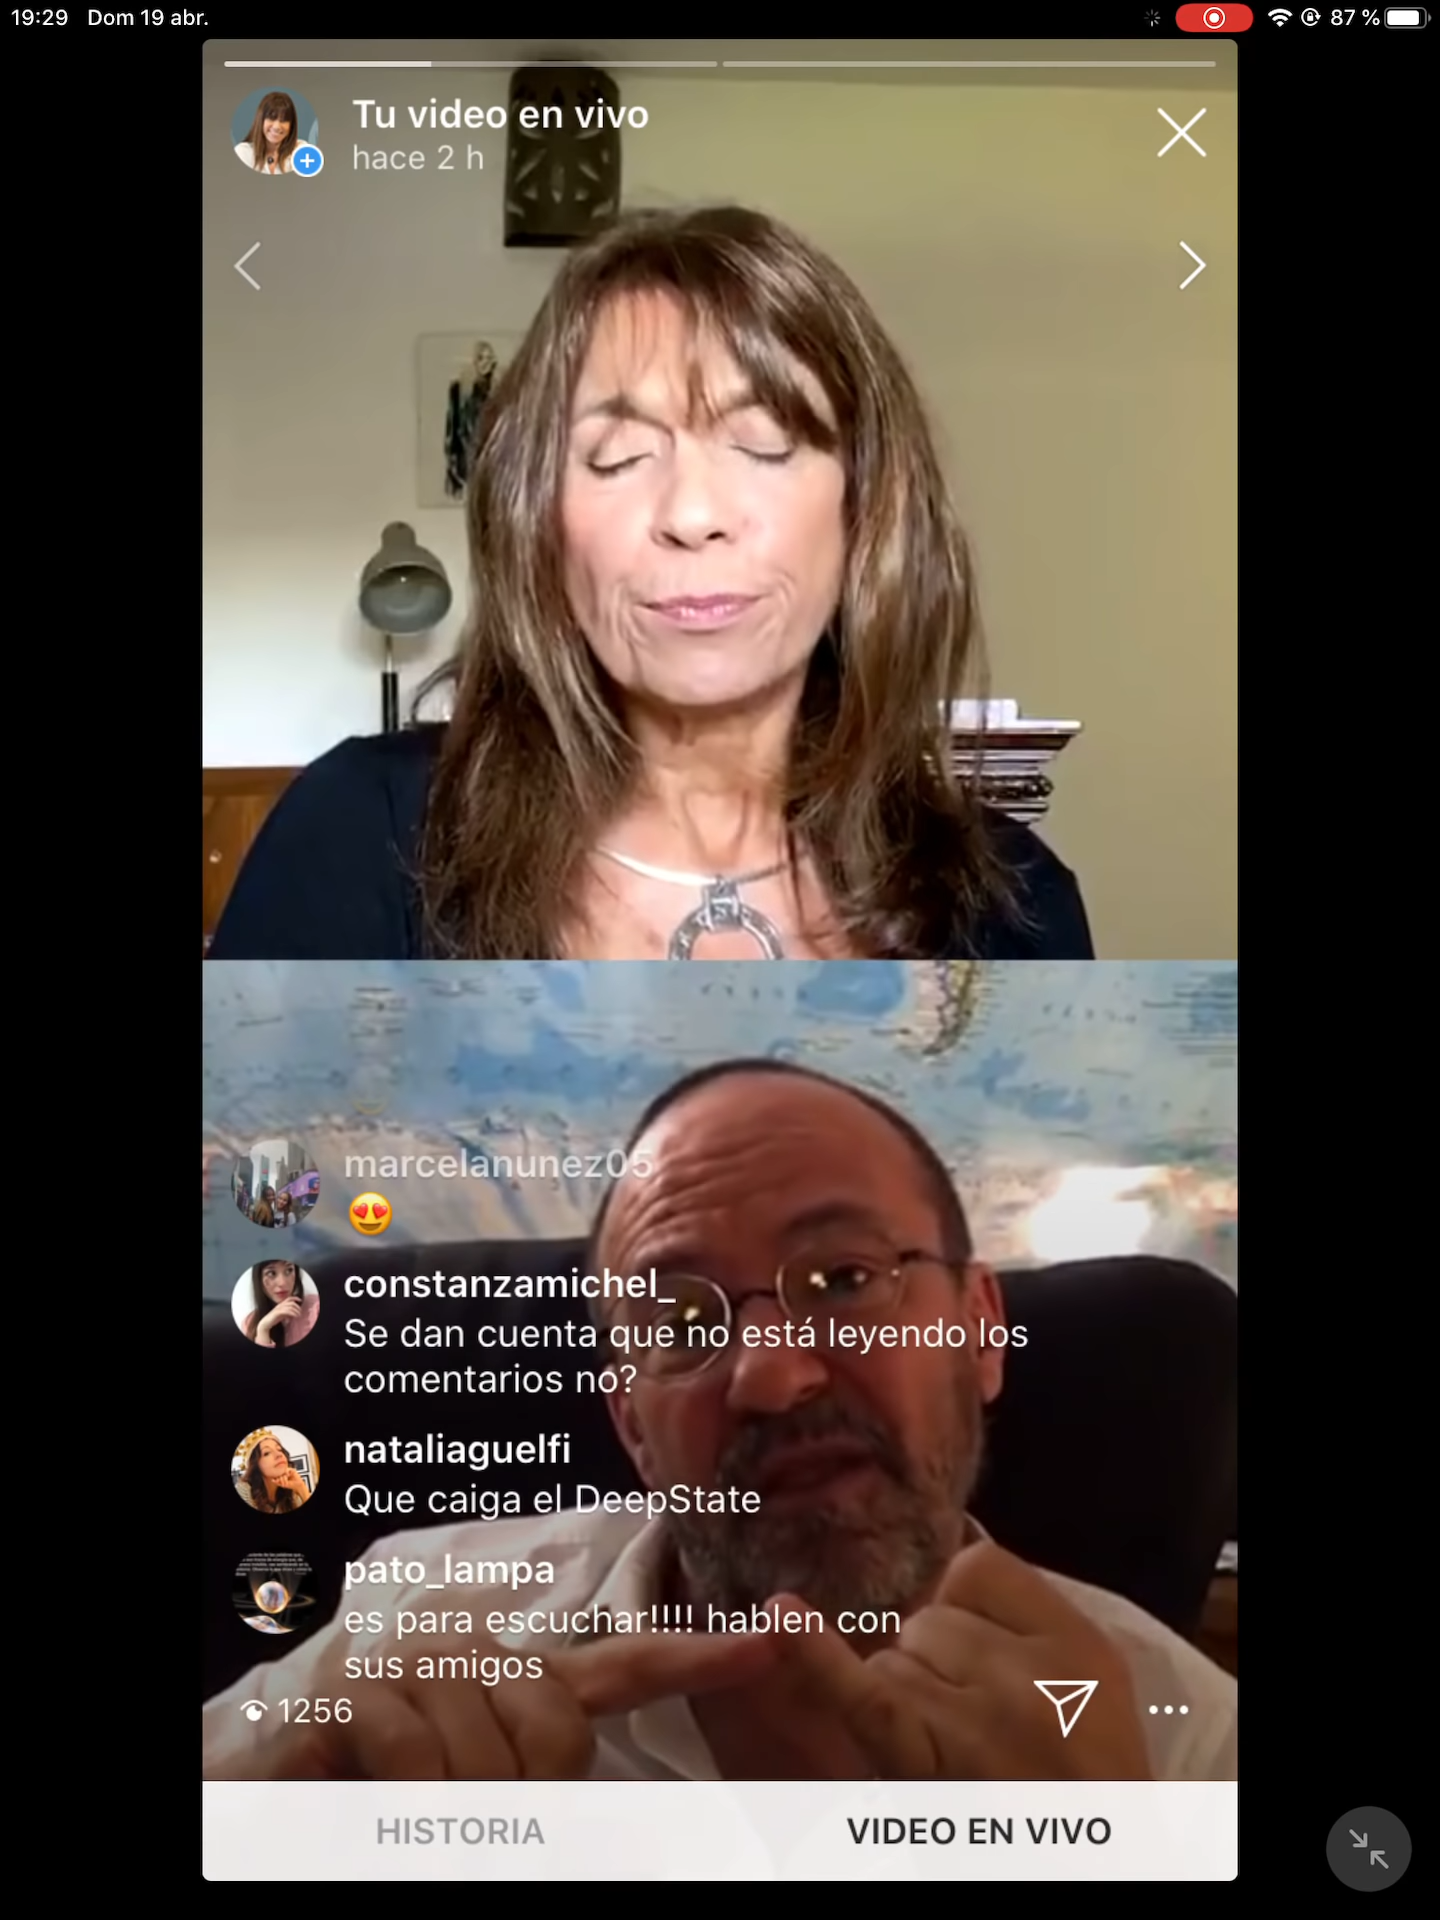 19:29 Dom 19 abr.
87 %
Tu video en vivo
hace 2 h
marcelanunez05
constanzamichel_
Se dan cuenta que no está leyendo los
comentarios no?
nataliaguelfi
Que caiga el DeepState
pato_lampa
es para escuchar!!!! hablen con
sus amigos
1256
HISTORIA
VIDEO EN VIVO